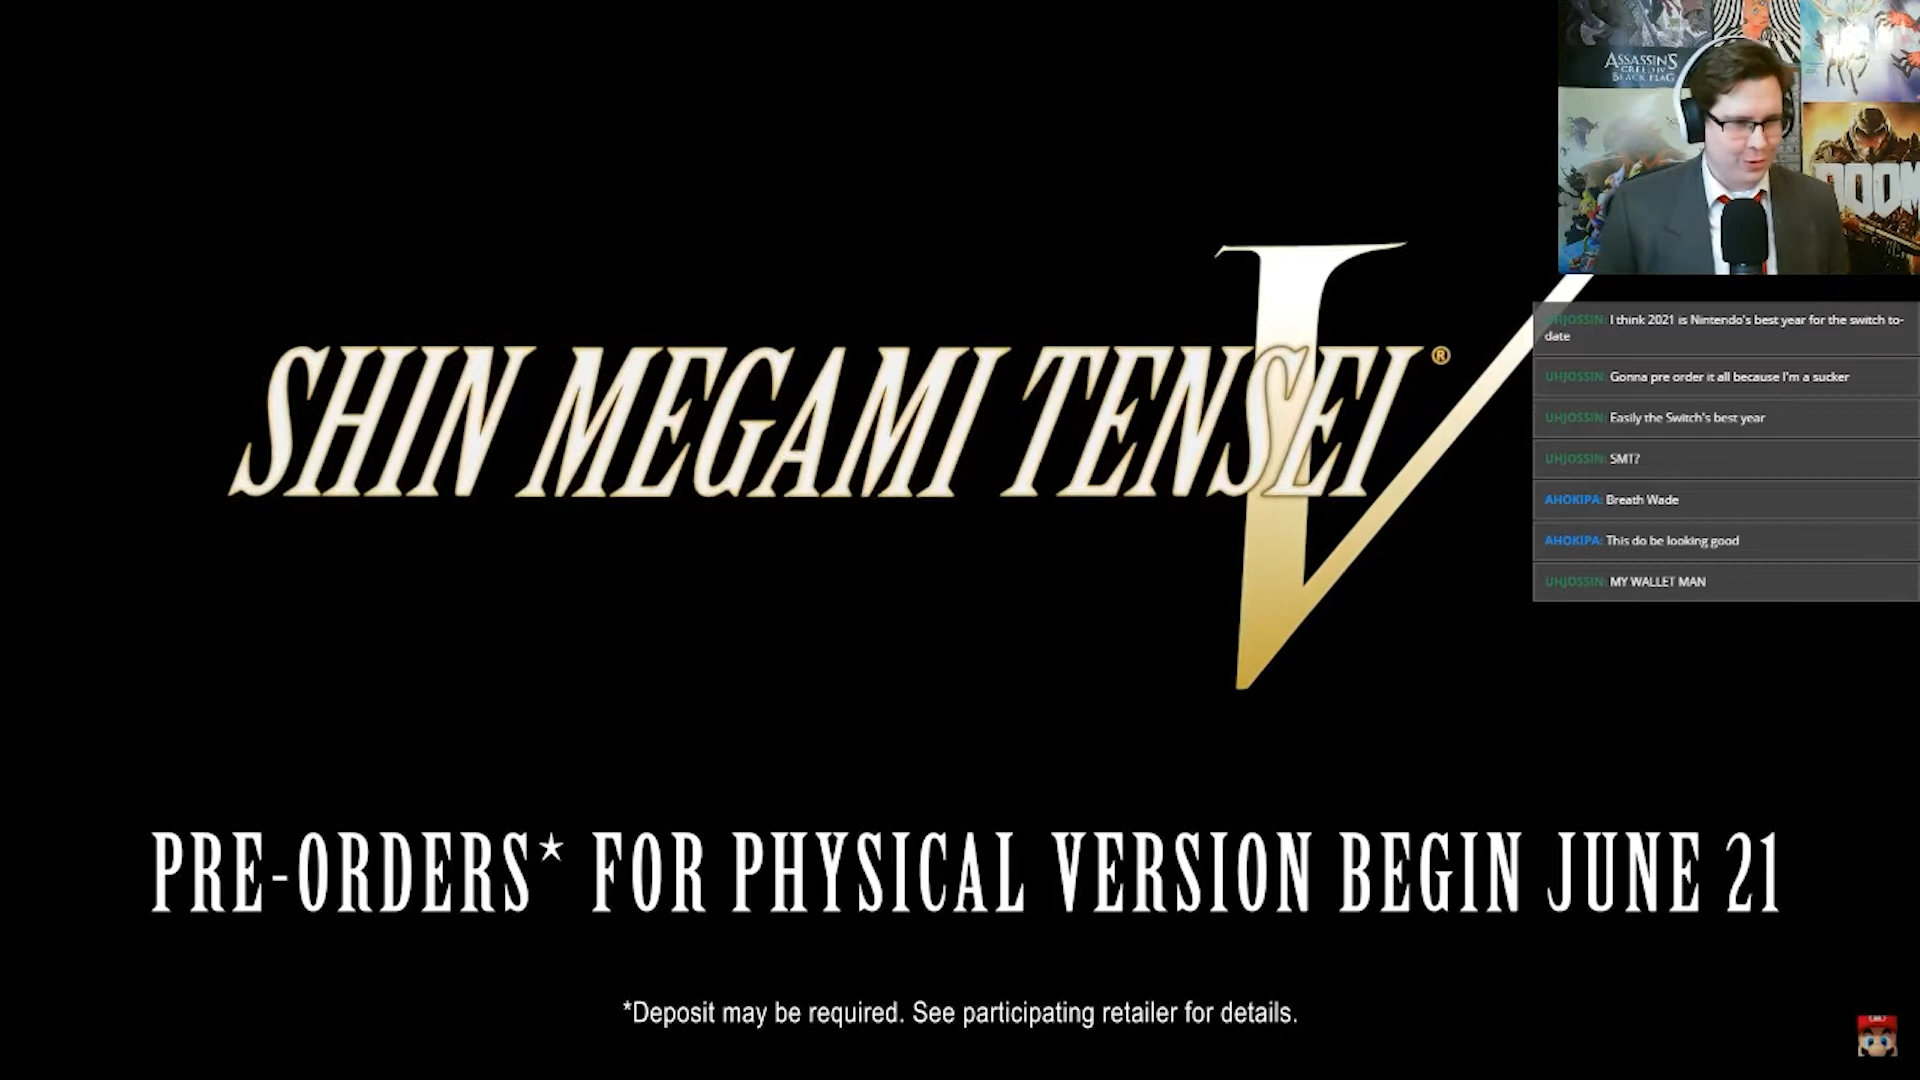 ASSASSIN'S
CREED IV
BLACK FLAG
DOOM
SHIN MEGAMI TENSEI V®
UHJOSSIN: I think 2021 is Nintendo's best year for the switch to-
date
UHJOSSIN: Gonna pre order it all because I'm a sucker
UHJOSSIN: Easily the Switch's best year
UHJOSSIN: SMT?
AHOKIPA: Breath Wade
AHOKIPA: This do be looking good
UHJOSSIN: MY WALLET MAN
PRE-ORDERS* FOR PHYSICAL VERSION BEGIN JUNE 21
*Deposit may be required. See participating retailer for details.